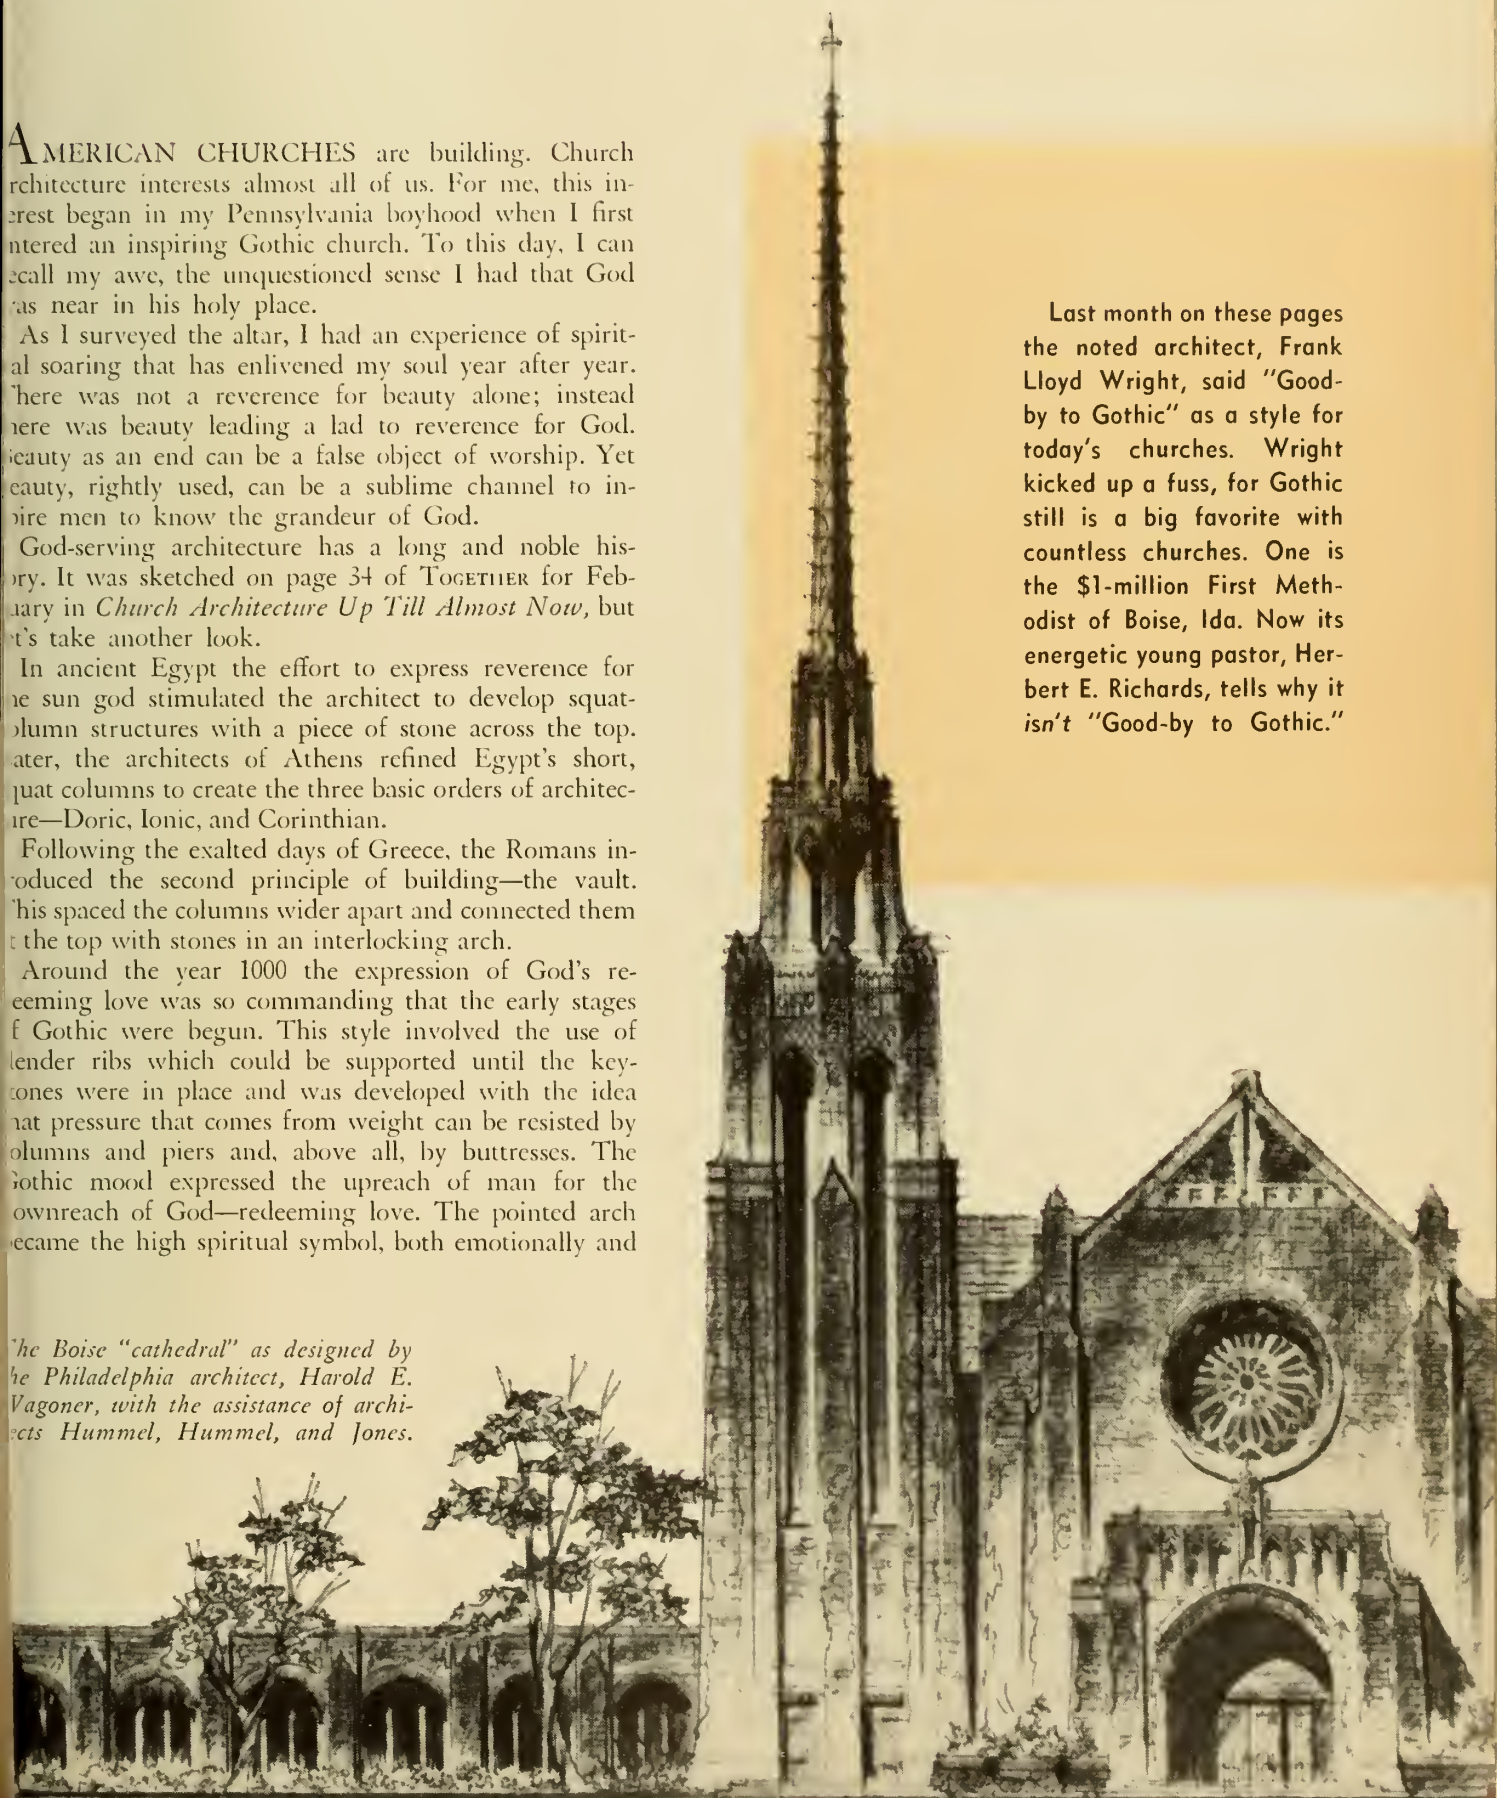 AMERICAN CHURCHES are building. Church
rchitecture interests almost all of us. For me, this in-
erest began in my Pennsylvania boyhood when I first
ntered an inspiring Gothic church. To this day, I can
ecall my awe, the unquestioned sense I had that God
as near in his holy place.
As I surveyed the altar, I had an experience of spirit-
al soaring that has enlivened my soul year after year.
here was not a reverence for beauty alone; instead
here was beauty leading a lad to reverence for God.
eauty as an end can be a false object of worship. Yet
eauty, rightly used, can be a sublime channel to in-
pire men to know the grandeur of God.
God-serving architecture has a long and noble his-
ory. It was sketched on page 34 of TOGETHER for Feb-
uary in Church Architecture Up Till Almost Now, but
t's take another look.
In ancient Egypt the effort to express reverence for
he sun god stimulated the architect to develop squat-
olumn structures with a piece of stone across the top.
ater, the architects of Athens refined Egypt's short,
quat columns to create the three basic orders of architec-
ure—Doric, Ionic, and Corinthian.
Following the exalted days of Greece, the Romans in-
roduced the second principle of building—the vault.
his spaced the columns wider apart and connected them
t the top with stones in an interlocking arch.
Around the year 1000 the expression of God's re-
eeming love was so commanding that the early stages
f Gothic were begun. This style involved the use of
lender ribs which could be supported until the key-
tones were in place and was developed with the idea
hat pressure that comes from weight can be resisted by
olumns and piers and, above all, by buttresses. The
Gothic mood expressed the upreach of man for the
ownreach of God—redeeming love. The pointed arch
ecame the high spiritual symbol, both emotionally and
he Boise "cathedral" as designed by
he Philadelphia architect, Harold E.
Wagoner, with the assistance of archi-
ects Hummel, Hummel, and Jones.
Last month on these pages
the noted architect, Frank
Lloyd Wright, said "Good-
by to Gothic" as a style for
today's churches. Wright
kicked up a fuss, for Gothic
still is a big favorite with
countless churches. One is
the $1-million First Meth-
odist of Boise, Ida. Now its
energetic young pastor, Her-
bert E. Richards, tells why it
isn't "Good-by to Gothic."